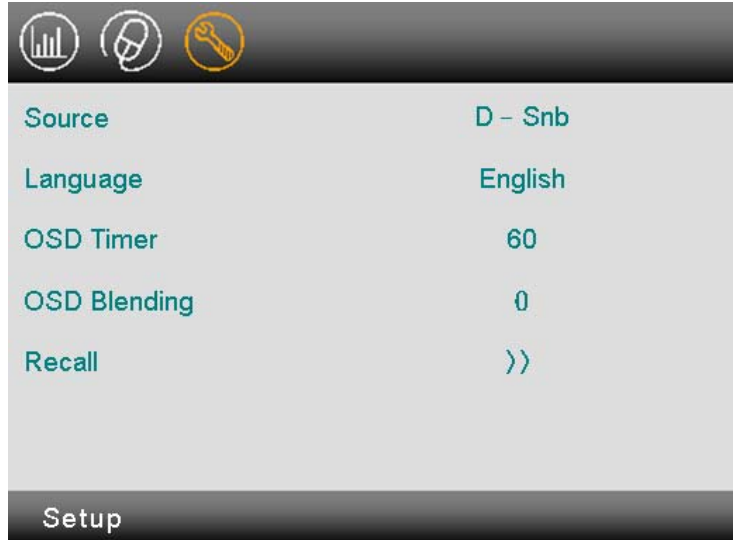 Source D - Snb
Language English
OSD Timer 60
OSD Blending 0
Recall 》
Setup